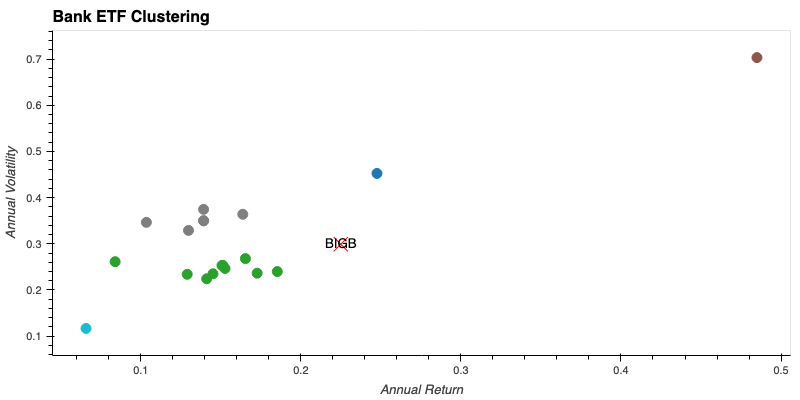 Bank ETF Clustering
Annual Volatility
0.7
0.6
0.5
0.4
0.3
0.2
0.1
BIGB
0.1 0.2 0.3 0.4 0.5
Annual Return